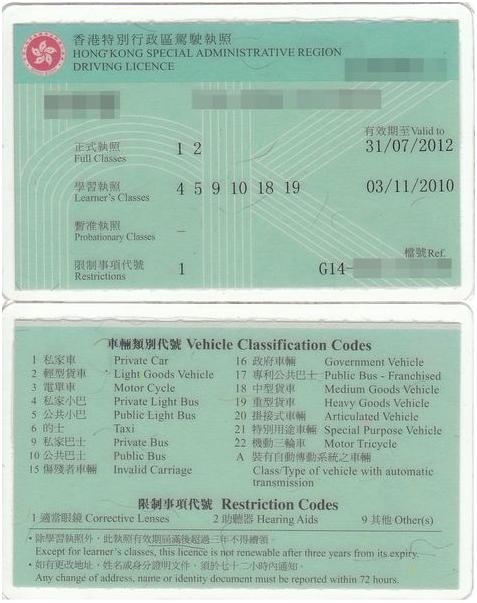 香港特別行政區駕駛執照
HONG KONG SPECIAL ADMINISTRATIVE REGION
DRIVING LICENCE
有效期至Valid to
正式執照 1 2 31/07/2012
Full Classes
學習執照 4 5 9 10 18 19 03/11/2010
Learner's Classes
暫准執照 –
Probationary Classes
檔號Ref.
限制事項代號 1 G14-
Restrictions
車輛類別代號 Vehicle Classification Codes
1 私家車 Private Car 16 政府車輛 Government Vehicle
2 輕型貨車 Light Goods Vehicle 17 專利公共巴士 Public Bus - Franchised
3 電單車 Motor Cycle 18 中型貨車 Medium Goods Vehicle
4 私家小巴 Private Light Bus 19 重型貨車 Heavy Goods Vehicle
5 公共小巴 Public Light Bus 20 掛接式車輛 Articulated Vehicle
6 的士 Taxi 21 特別用途車輛 Special Purpose Vehicle
9 私家巴士 Private Bus 22 機動三輪車 Motor Tricycle
10 公共巴士 Public Bus A 裝有自動傳動系統之車輛
15 傷殘者車輛 Invalid Carriage Class/Type of vehicle with automatic
transmission
限制事項代號 Restriction Codes
1 適當眼鏡 Corrective Lenses 2 助聽器 Hearing Aids 9 其他 Other(s)
• 除學習執照外，此執照有效期屆滿後超過三年不得續領。
Except for learner's classes, this licence is not renewable after three years from its expiry.
• 如有更改地址，姓名或身分證明文件，須於七十二小時內通知。
Any change of address, name or identity document must be reported within 72 hours.